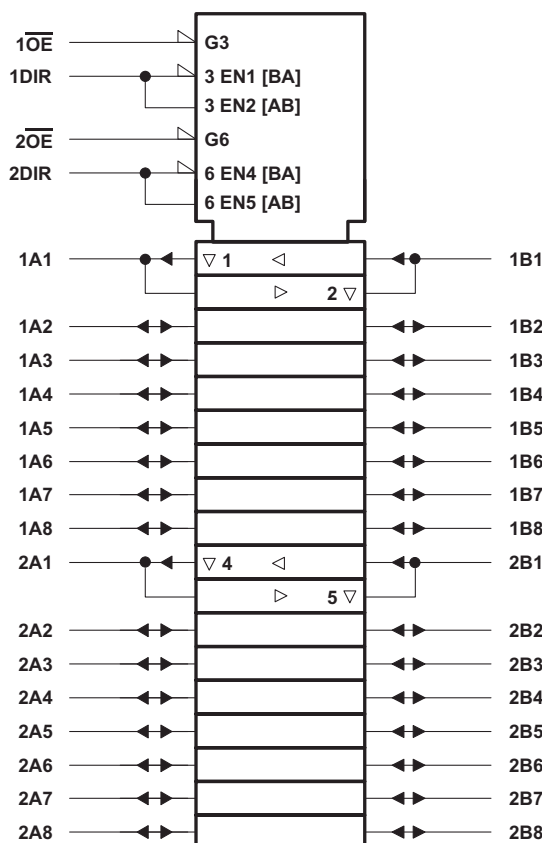 1O̅E̅ G3
1DIR 3 EN1 [BA]
3 EN2 [AB]
2O̅E̅ G6
2DIR 6 EN4 [BA]
6 EN5 [AB]
1A1 ▽ 1 ◁ 1B1
▷ 2 ▽
1A2 1B2
1A3 1B3
1A4 1B4
1A5 1B5
1A6 1B6
1A7 1B7
1A8 1B8
2A1 ▽ 4 ◁ 2B1
▷ 5 ▽
2A2 2B2
2A3 2B3
2A4 2B4
2A5 2B5
2A6 2B6
2A7 2B7
2A8 2B8